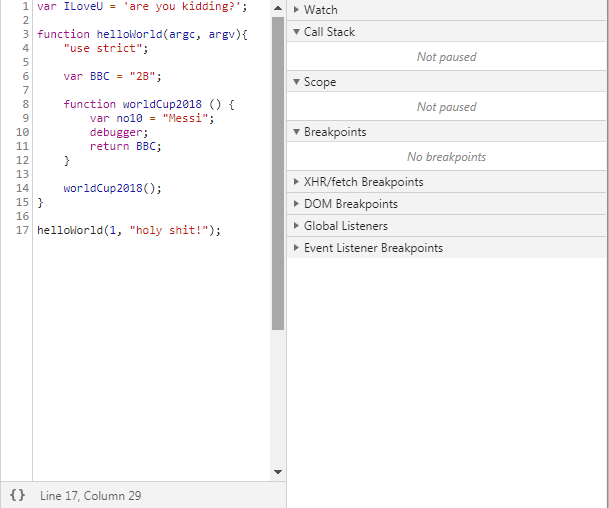 1 var ILoveU = 'are you kidding?';
2
3 function helloWorld(argc, argv){
4 "use strict";
5
6 var BBC = "2B";
7
8 function worldCup2018 () {
9 var no10 = "Messi";
10 debugger;
11 return BBC;
12 }
13
14 worldCup2018();
15 }
16
17 helloWorld(1, "holy shit!");
{} Line 17, Column 29
Watch
Call Stack
Not paused
Scope
Not paused
Breakpoints
No breakpoints
XHR/fetch Breakpoints
DOM Breakpoints
Global Listeners
Event Listener Breakpoints